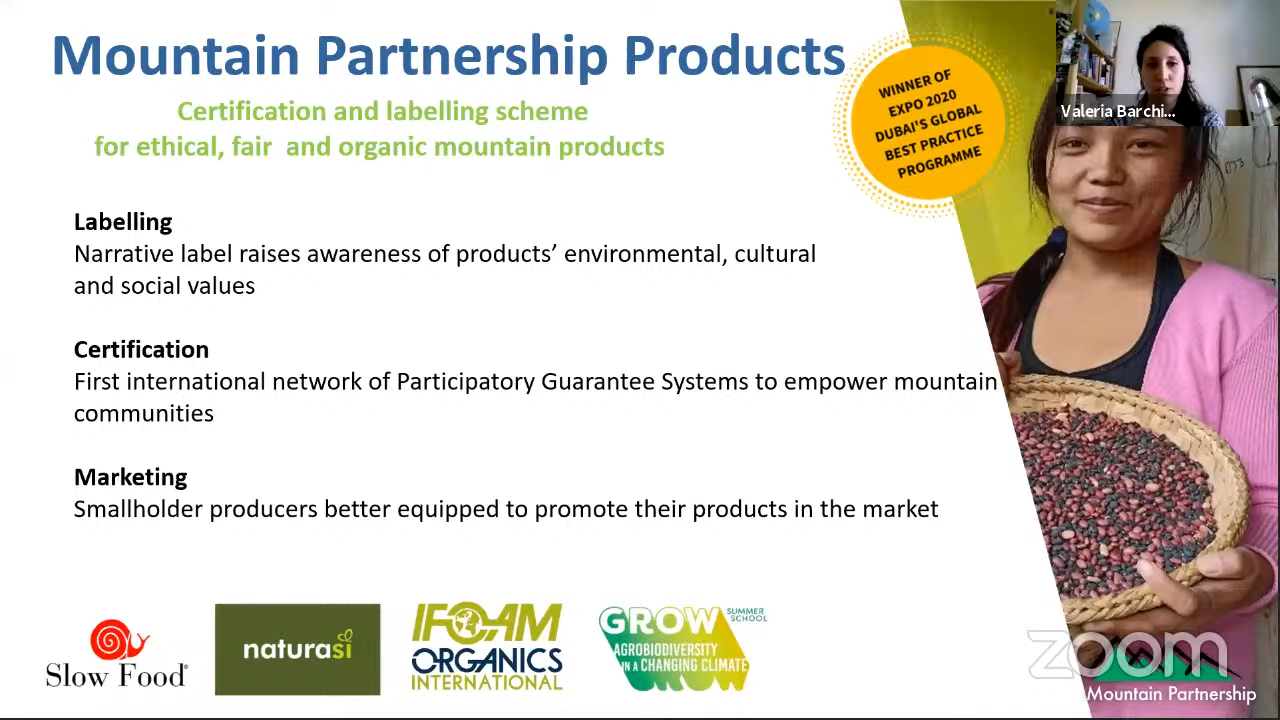 Mountain Partnership Products
Certification and labelling scheme
for ethical, fair and organic mountain products
WINNER OF
EXPO 2020
DUBAI'S GLOBAL
BEST PRACTICE
PROGRAMME
Valeria Barchi...
Labelling
Narrative label raises awareness of products’ environmental, cultural
and social values
Certification
First international network of Participatory Guarantee Systems to empower mountain
communities
Marketing
Smallholder producers better equipped to promote their products in the market
Slow Food®
naturasì
IFOAM
ORGANICS
INTERNATIONAL
GROW
SUMMER
SCHOOL
AGROBIODIVERSITY
IN A CHANGING CLIMATE
GROW
zoom
Mountain Partnership